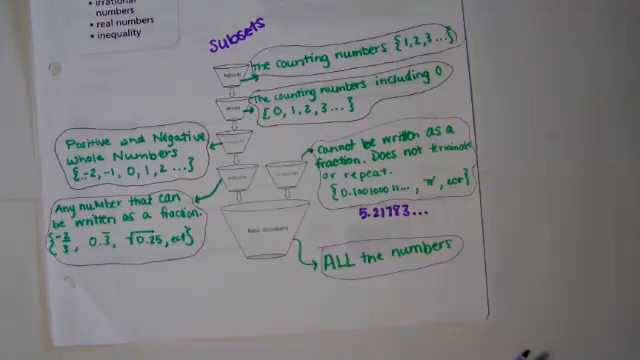 • irrational
numbers
• real numbers
• inequality
Subsets
The counting numbers {1,2,3...}
The counting numbers including 0
{0, 1, 2, 3...}
Positive and Negative
Whole Numbers
{-2, -1, 0, 1, 2 ...}
Any number that can
be written as a fraction.
{-2/3, 0.3̅, √0.25, ect}
Cannot be written as a
fraction. Does not terminate
or repeat.
π, ect}
5.21783...
Real Numbers
ALL the numbers